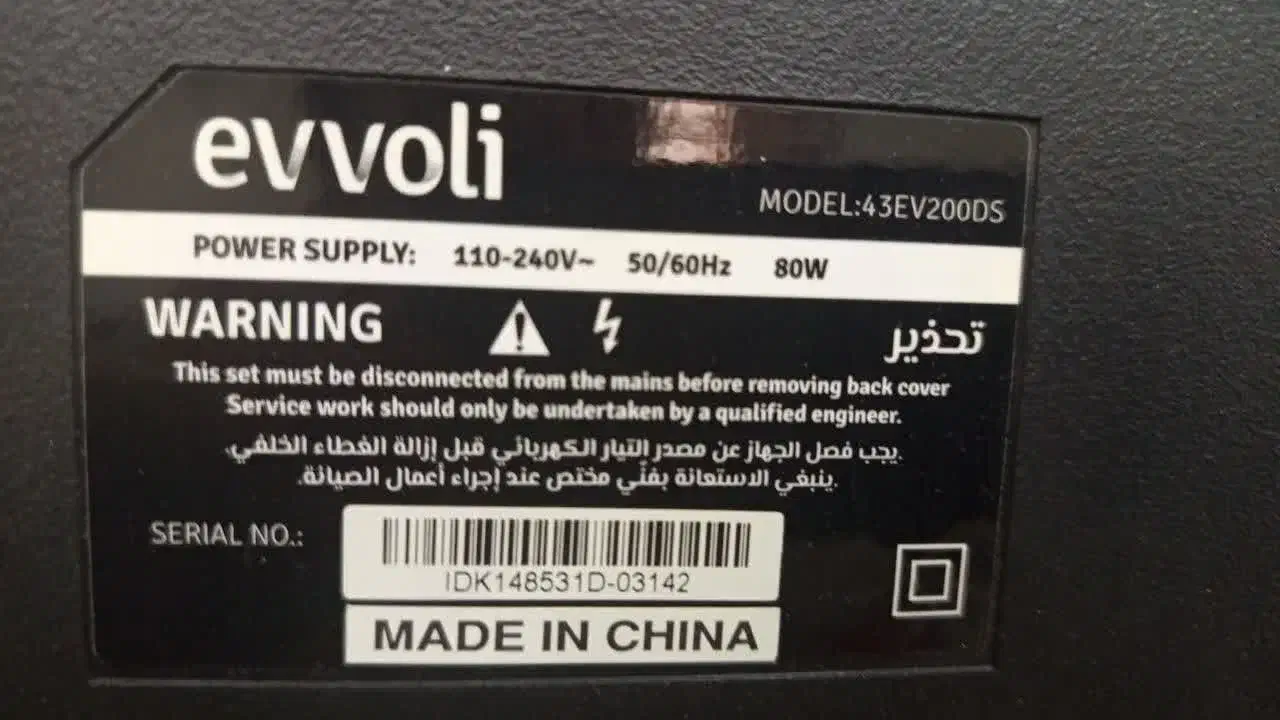 evvoli
MODEL:43EV200DS
POWER SUPPLY: 110-240V~ 50/60Hz 80W
WARNING تحذير
This set must be disconnected from the mains before removing back cover
Service work should only be undertaken by a qualified engineer.
يجب فصل الجهاز عن مصدر التيار الكهربائي قبل إزالة الغطاء الخلفي.
ينبغي الاستعانة بفنّي مختص عند إجراء أعمال الصيانة.
SERIAL NO.:
IDK148531D-03142
MADE IN CHINA